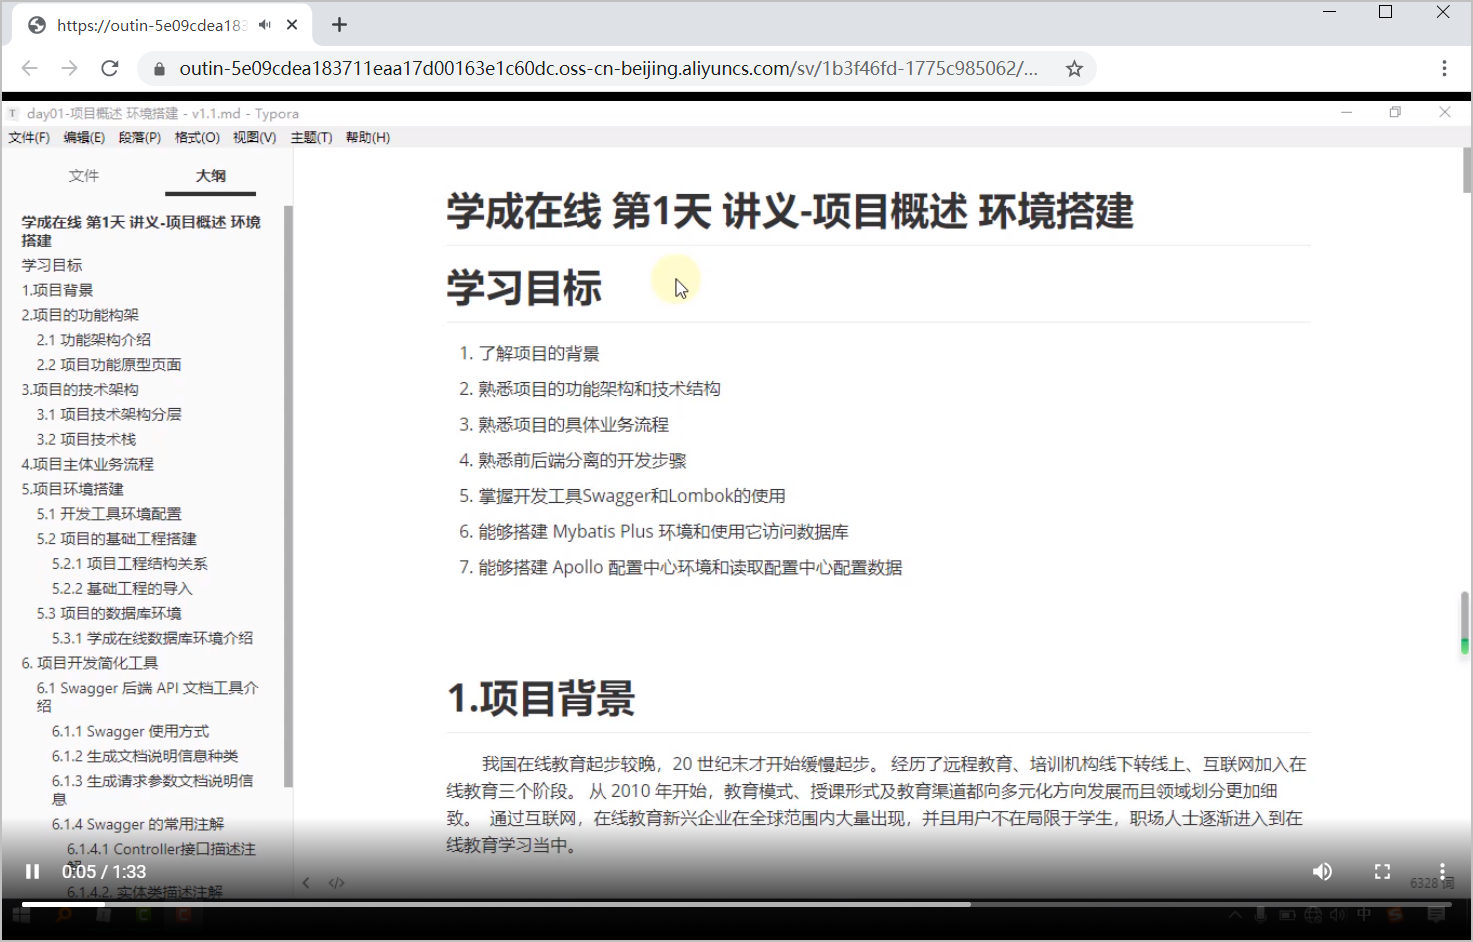 https://outin-5e09cdea183
outin-5e09cdea183711eaa17d00163e1c60dc.oss-cn-beijing.aliyuncs.com/sv/1b3f46fd-1775c985062/...
day01-项目概述 环境搭建 - v1.1.md - Typora
文件(F) 编辑(E) 段落(P) 格式(O) 视图(V) 主题(T) 帮助(H)
文件 大纲
学成在线 第1天 讲义-项目概述 环境
搭建
学习目标
1.项目背景
2.项目的功能构架
2.1 功能架构介绍
2.2 项目功能原型页面
3.项目的技术架构
3.1 项目技术架构分层
3.2 项目技术栈
4.项目主体业务流程
5.项目环境搭建
5.1 开发工具环境配置
5.2 项目的基础工程搭建
5.2.1 项目工程结构关系
5.2.2 基础工程的导入
5.3 项目的数据库环境
5.3.1 学成在线数据库环境介绍
6. 项目开发简化工具
6.1 Swagger 后端 API 文档工具介
绍
6.1.1 Swagger 使用方式
6.1.2 生成文档说明信息种类
6.1.3 生成请求参数文档说明信
息
6.1.4 Swagger 的常用注解
6.1.4.1 Controller接口描述注
解
6.1.4.2. 实体类描述注解
学成在线 第1天 讲义-项目概述 环境搭建
学习目标
1. 了解项目的背景
2. 熟悉项目的功能架构和技术结构
3. 熟悉项目的具体业务流程
4. 熟悉前后端分离的开发步骤
5. 掌握开发工具Swagger和Lombok的使用
6. 能够搭建 Mybatis Plus 环境和使用它访问数据库
7. 能够搭建 Apollo 配置中心环境和读取配置中心配置数据
1.项目背景
我国在线教育起步较晚，20 世纪末才开始缓慢起步。 经历了远程教育、培训机构线下转线上、互联网加入在
线教育三个阶段。 从 2010 年开始，教育模式、授课形式及教育渠道都向多元化方向发展而且领域划分更加细
致。 通过互联网，在线教育新兴企业在全球范围内大量出现，并且用户不在局限于学生，职场人士逐渐进入到在
线教育学习当中。
0:05 / 1:33
6328 词
中